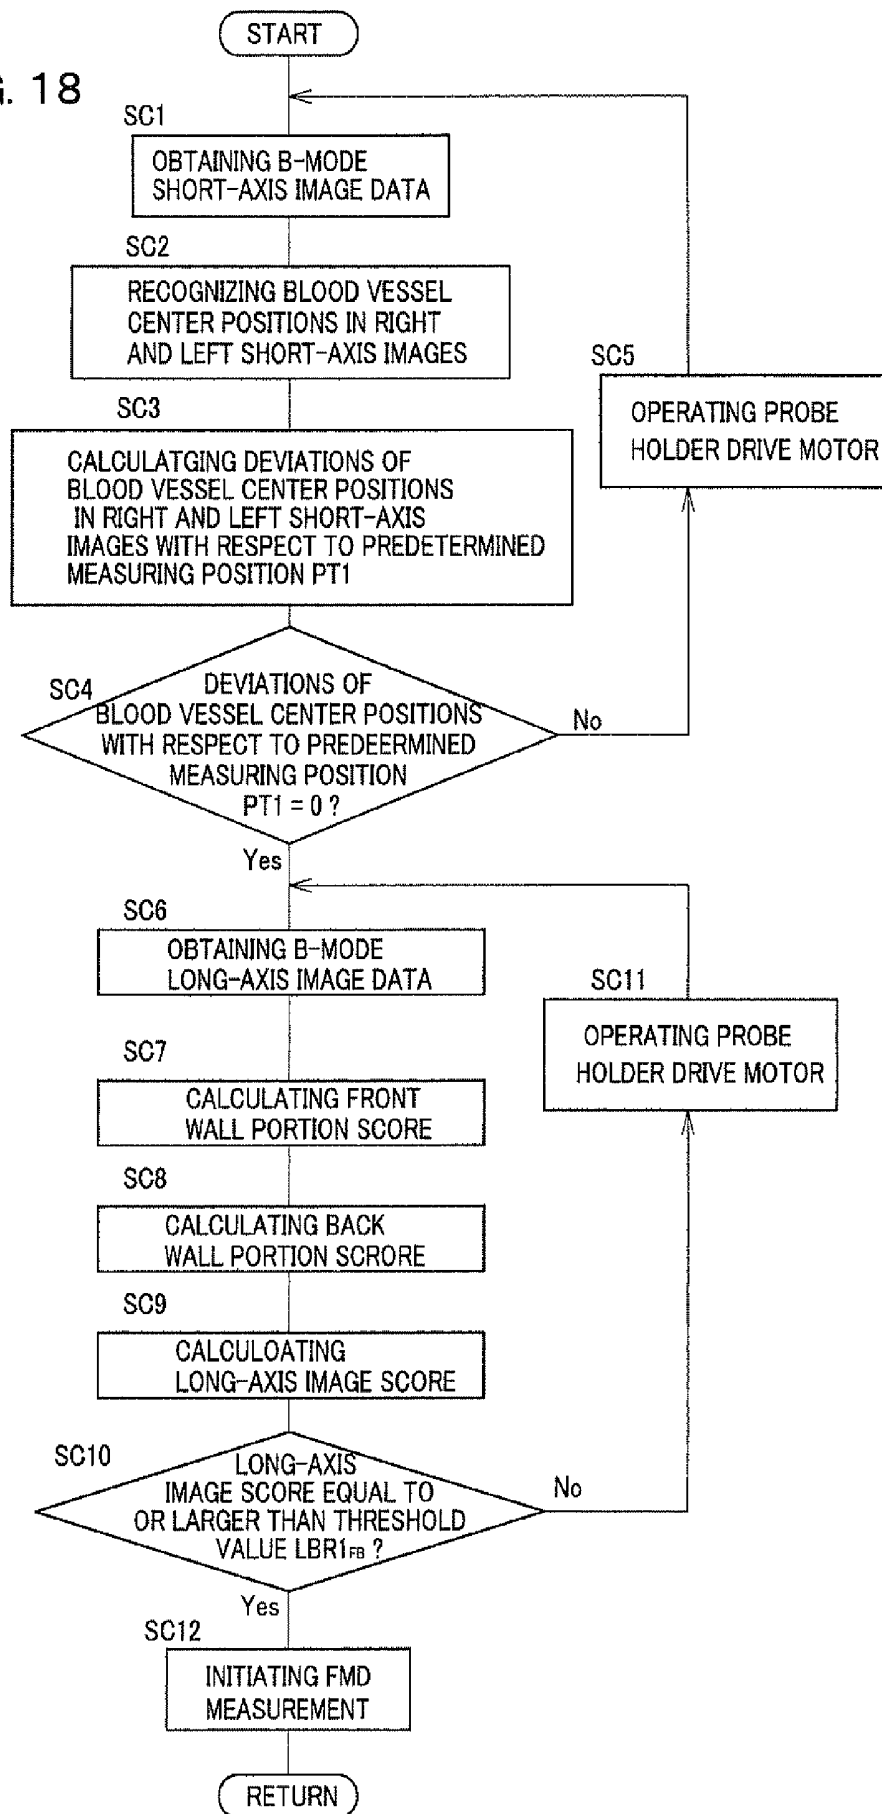 START
G. 18
SC1
OBTAINING B-MODE
SHORT-AXIS IMAGE DATA
SC2
RECOGNIZING BLOOD VESSEL
CENTER POSITIONS IN RIGHT
AND LEFT SHORT-AXIS IMAGES
SC5
OPERATING PROBE
HOLDER DRIVE MOTOR
SC3
CALCULATGING DEVIATIONS OF
BLOOD VESSEL CENTER POSITIONS
IN RIGHT AND LEFT SHORT-AXIS
IMAGES WITH RESPECT TO PREDETERMINED
MEASURING POSITION PT1
SC4
DEVIATIONS OF
BLOOD VESSEL CENTER POSITIONS
WITH RESPECT TO PREDEERMINED
MEASURING POSITION
PT1 = 0 ?
No
Yes
SC6
OBTAINING B-MODE
LONG-AXIS IMAGE DATA
SC11
OPERATING PROBE
HOLDER DRIVE MOTOR
SC7
CALCULATING FRONT
WALL PORTION SCORE
SC8
CALCULATING BACK
WALL PORTION SCRORE
SC9
CALCULOATING
LONG-AXIS IMAGE SCORE
SC10
LONG-AXIS
IMAGE SCORE EQUAL TO
OR LARGER THAN THRESHOLD
VALUE LBR1FB ?
No
Yes
SC12
INITIATING FMD
MEASUREMENT
RETURN